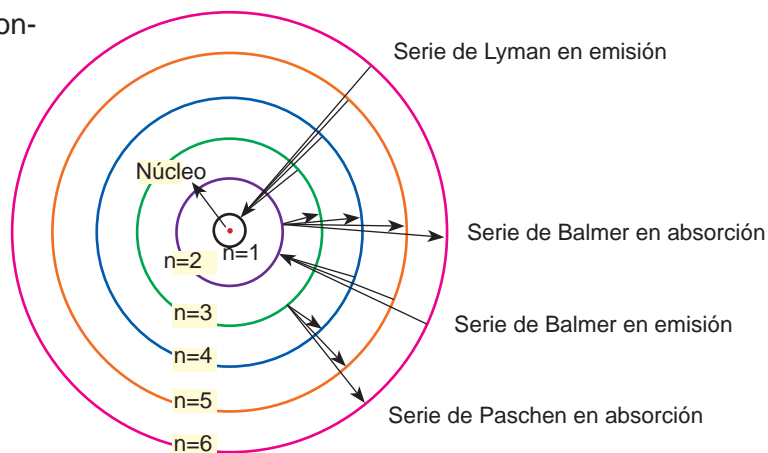 on-
Serie de Lyman en emisión
Núcleo
n=1
n=2
Serie de Balmer en absorción
n=3
Serie de Balmer en emisión
n=4
n=5
Serie de Paschen en absorción
n=6